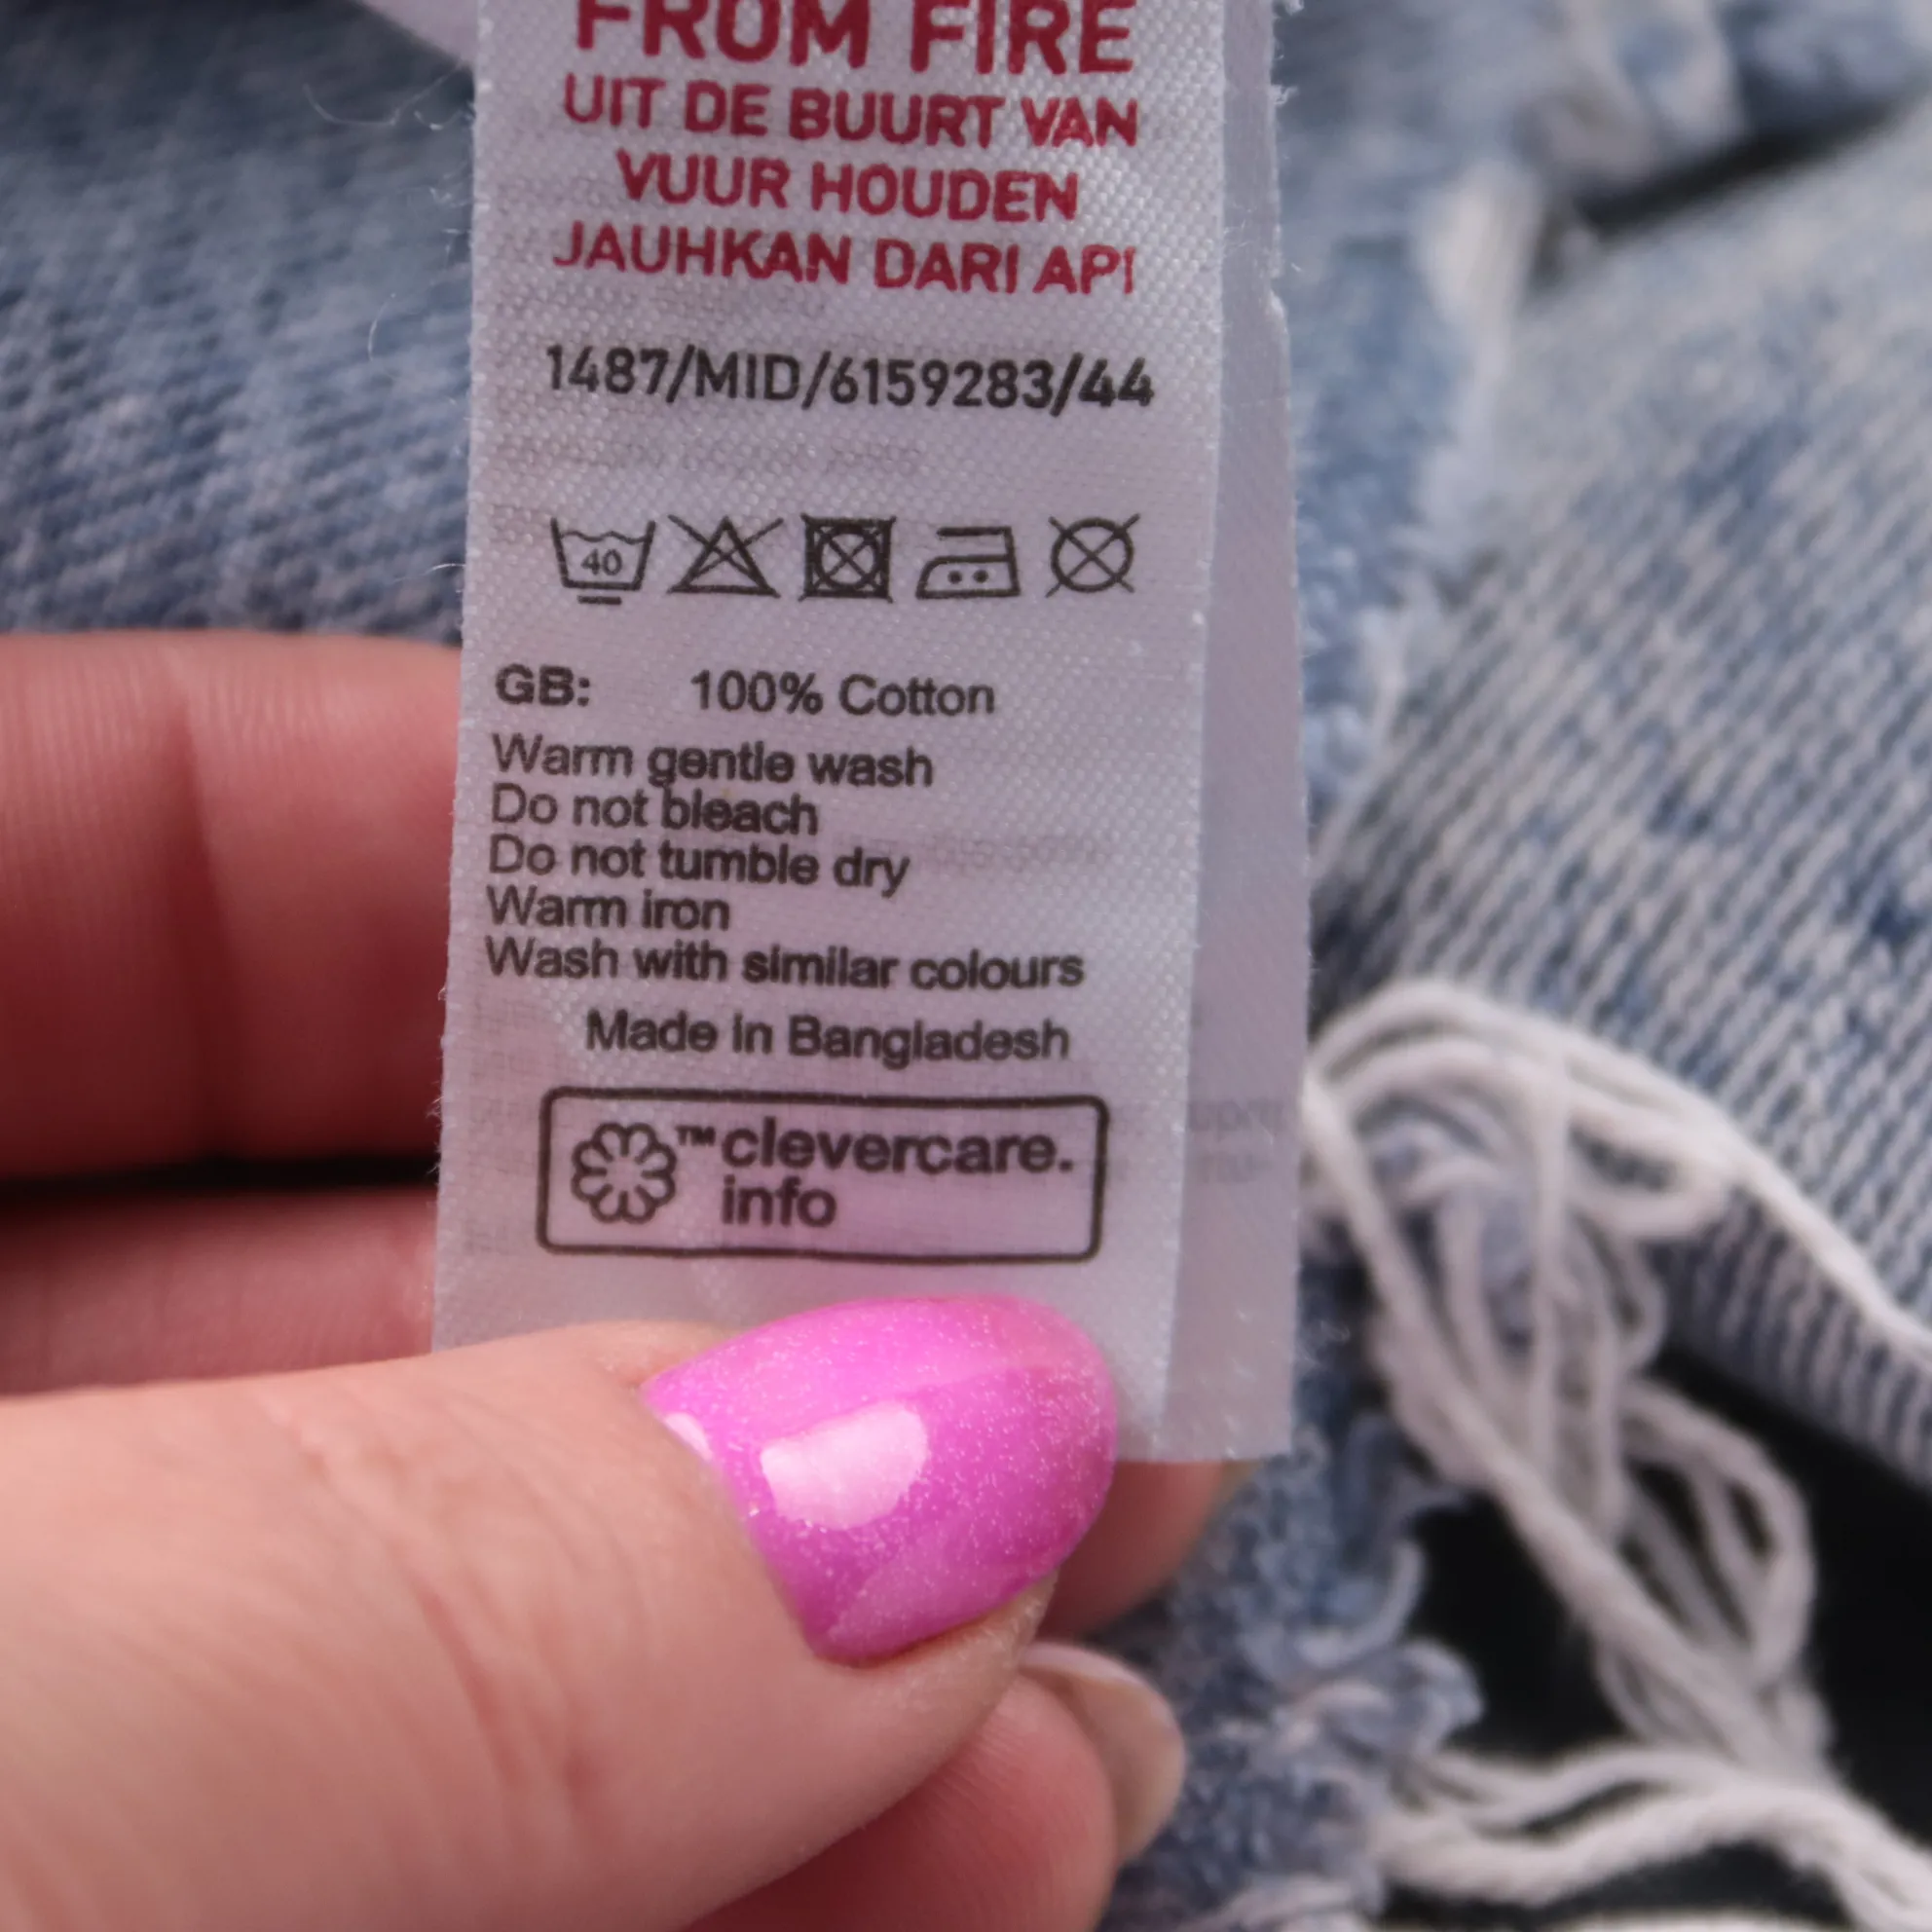 FROM FIRE
UIT DE BUURT VAN
VUUR HOUDEN
JAUHKAN DARI API
1487/MID/6159283/44
40
GB: 100% Cotton
Warm gentle wash
Do not bleach
Do not tumble dry
Warm iron
Wash with similar colours
Made in Bangladesh
™clevercare.
info